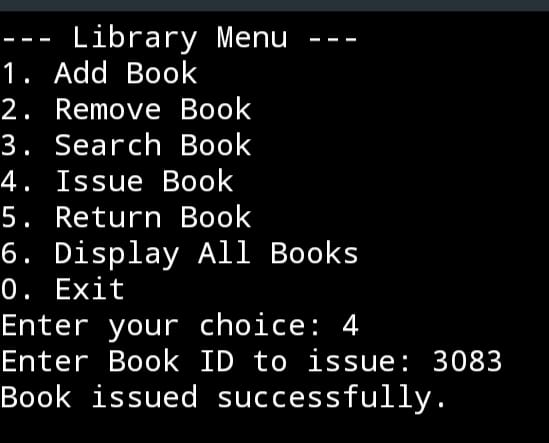 --- Library Menu ---
1. Add Book
2. Remove Book
3. Search Book
4. Issue Book
5. Return Book
6. Display All Books
0. Exit
Enter your choice: 4
Enter Book ID to issue: 3083
Book issued successfully.